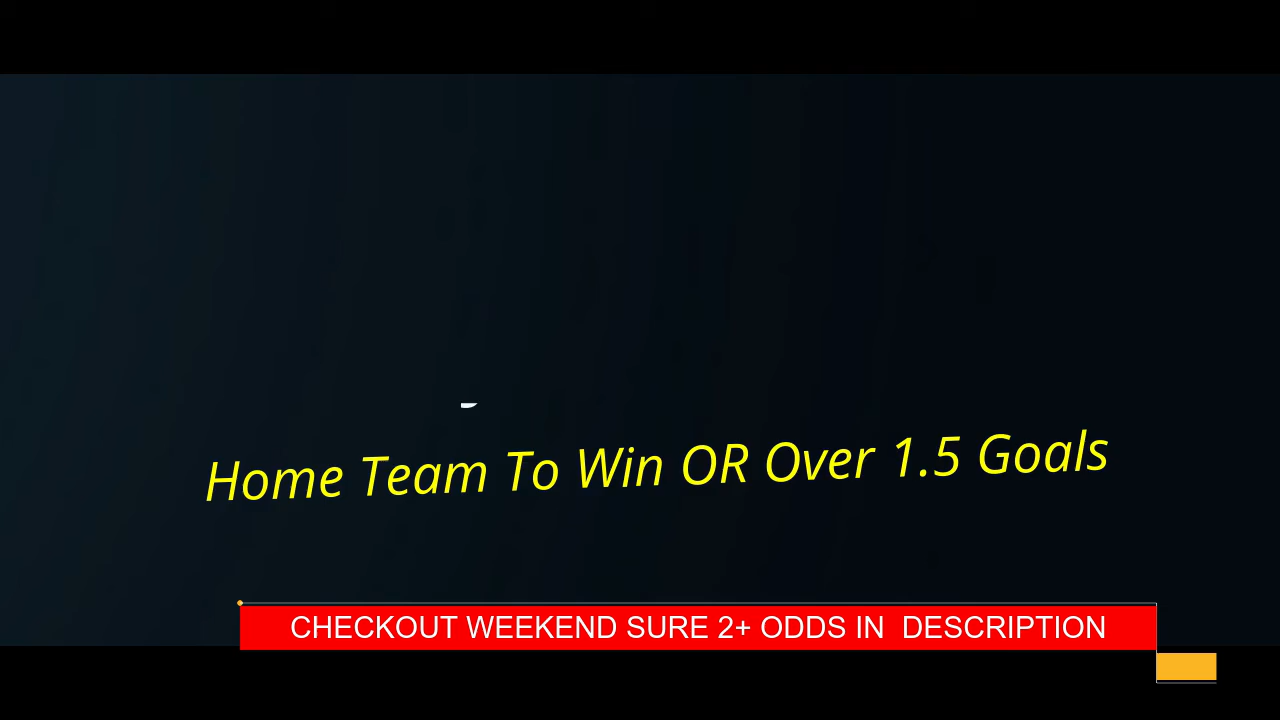 Home Team To Win OR Over 1.5 Goals
CHECKOUT WEEKEND SURE 2+ ODDS IN  DESCRIPTION